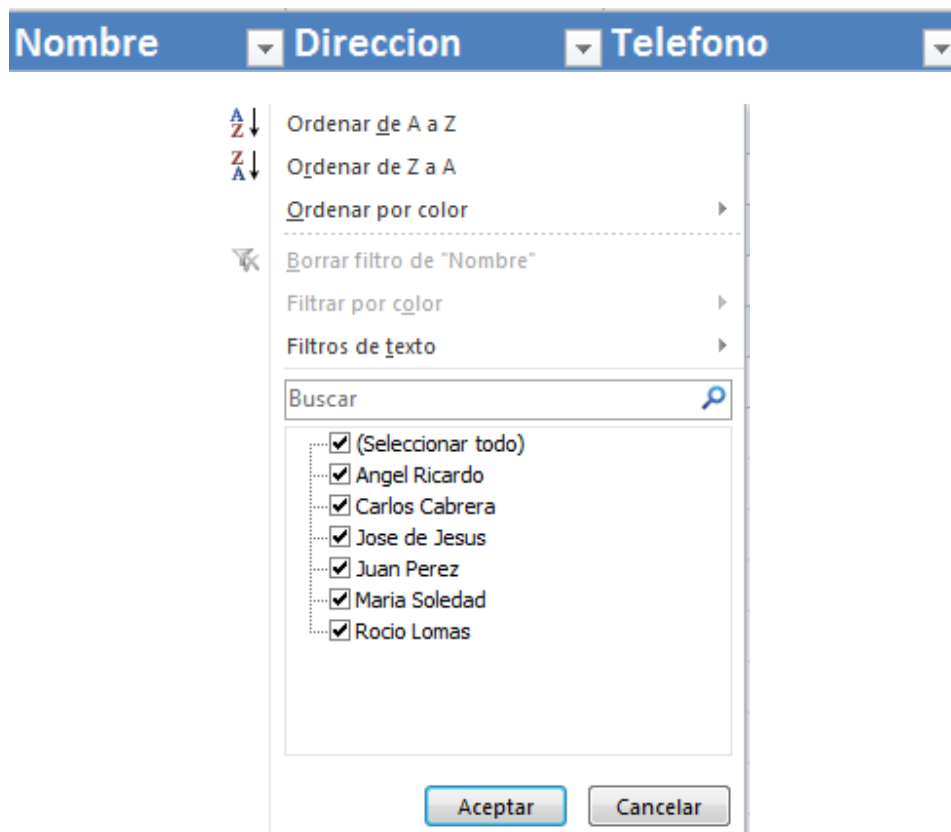 Nombre Direccion Telefono
Ordenar de A a Z
Ordenar de Z a A
Ordenar por color
Borrar filtro de "Nombre"
Filtrar por color
Filtros de texto
Buscar
(Seleccionar todo)
Angel Ricardo
Carlos Cabrera
Jose de Jesus
Juan Perez
Maria Soledad
Rocio Lomas
Aceptar Cancelar